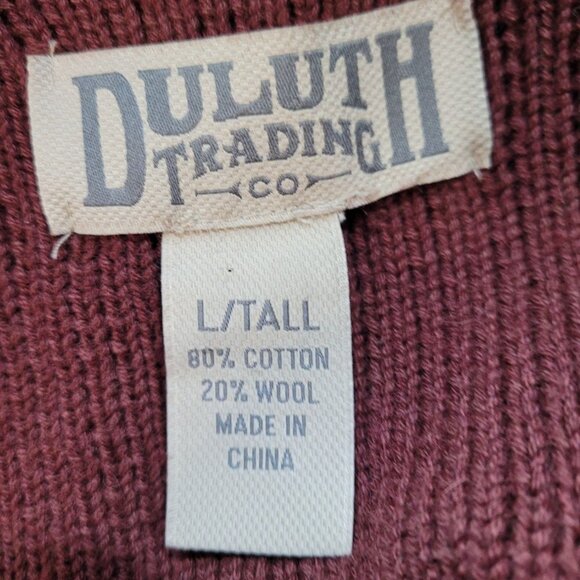 DULUTH
TRADING
CO
L/TALL
80% COTTON
20% WOOL
MADE IN
CHINA